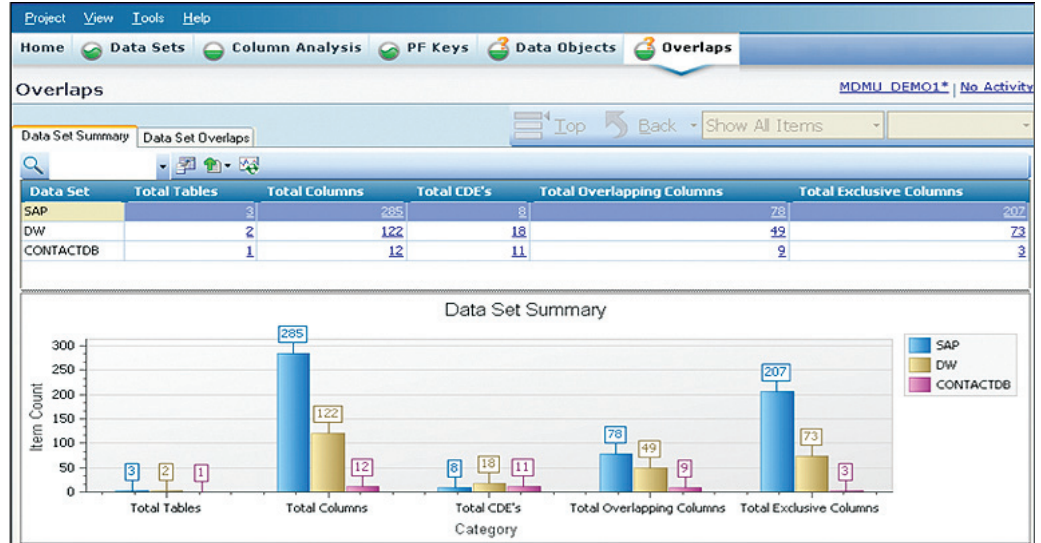 Project View Tools Help
Home Data Sets Column Analysis PF Keys Data Objects Overlaps
Overlaps MDMU_DEMO1* | No Activity
Data Set Summary Data Set Overlaps Top Back Show All Items
Data Set Total Tables Total Columns Total CDE's Total Overlapping Columns Total Exclusive Columns
SAP 3 285 8 78 207
DW 2 122 18 49 73
CONTACTDB 1 12 11 9 3
Data Set Summary
Item Count
300
250
200
150
100
50
0
3 2 1
285 122 12
8 18 11
78 49 9
207 73 3
Total Tables Total Columns Total CDE's Total Overlapping Columns Total Exclusive Columns
Category
SAP
DW
CONTACTDB